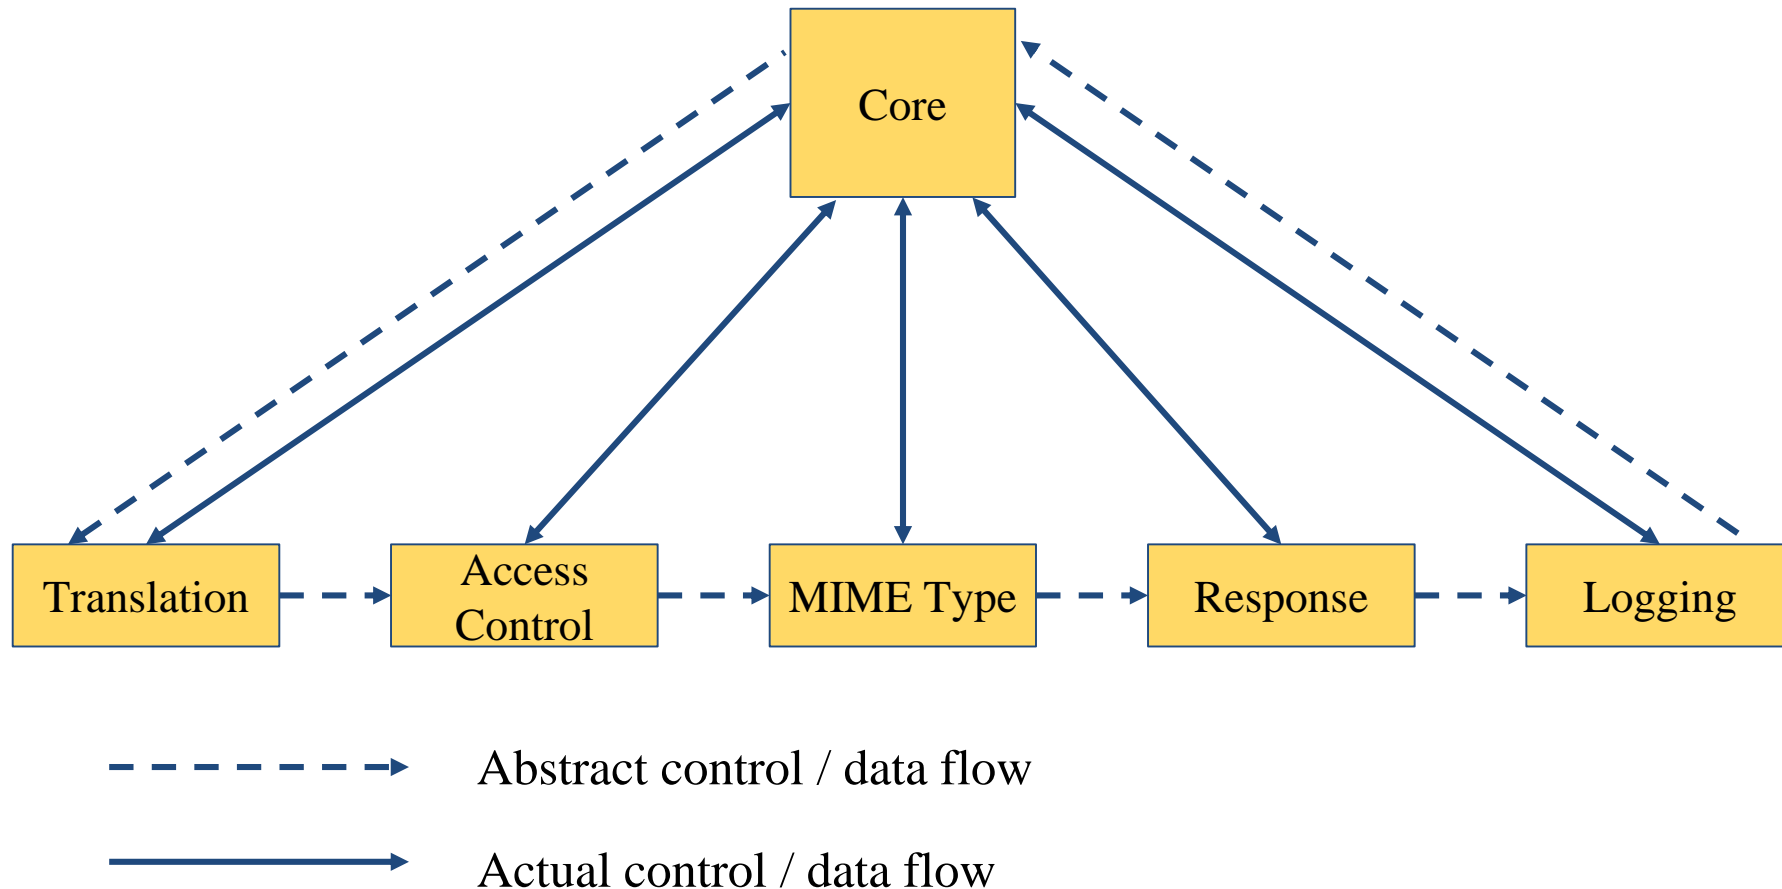 Core
Translation
Access
Control
MIME Type
Response
Logging
Abstract control / data flow
Actual control / data flow